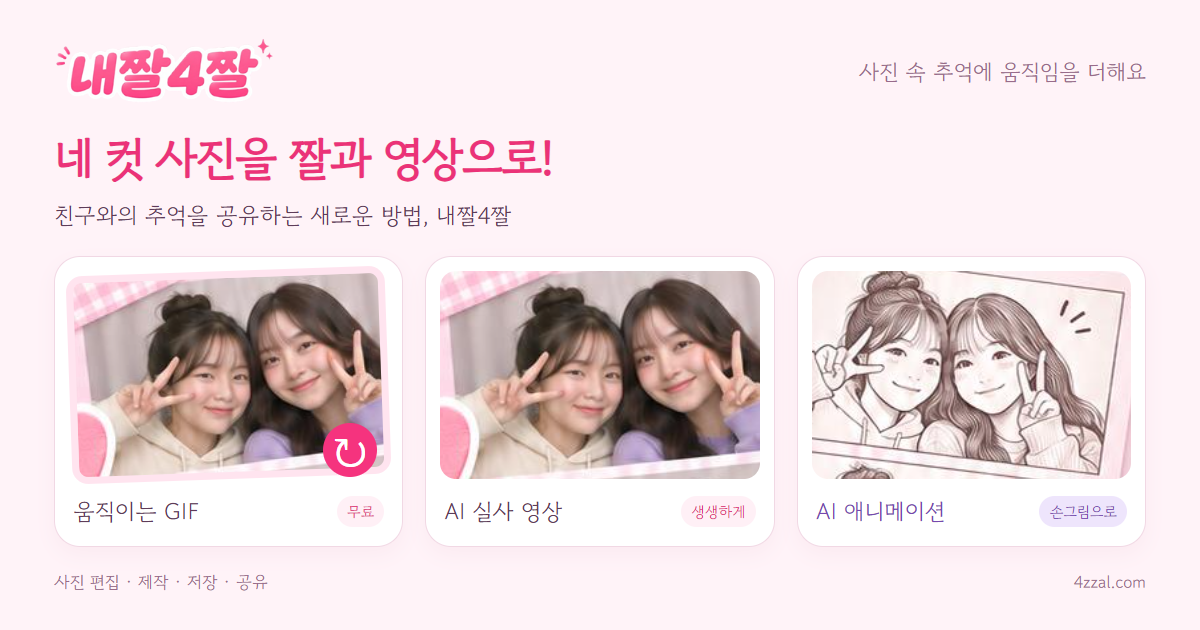 내짤4짤
사진 속 추억에 움직임을 더해요
네 컷 사진을 짤과 영상으로!
친구와의 추억을 공유하는 새로운 방법, 내짤4짤
움직이는 GIF
무료
AI 실사 영상
생생하게
AI 애니메이션
손그림으로
사진 편집 · 제작 · 저장 · 공유
4zzal.com